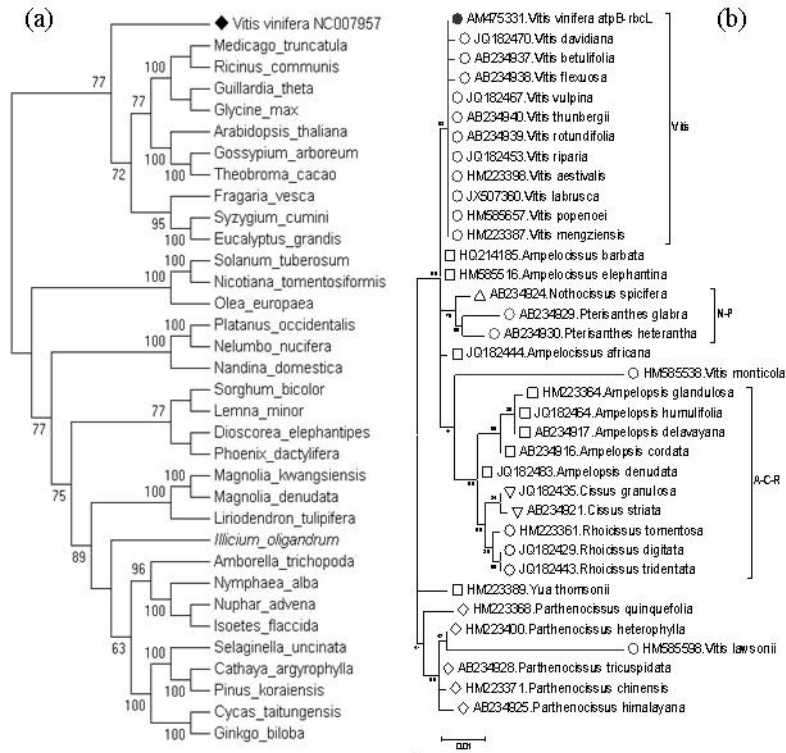 (a)
Vitis vinifera NC007957
Medicago_truncatula
Ricinus_communis
Guillardia_theta
Glycine_max
Arabidopsis_thaliana
Gossypium_arboreum
Theobroma_cacao
Fragaria_vesca
Syzygium_cumini
Eucalyptus_grandis
Solanum_tuberosum
Nicotiana_tomentosiformis
Olea_europaea
Platanus_occidentalis
Nelumbo_nucifera
Nandina_domestica
Sorghum_bicolor
Lemna_minor
Dioscorea_elephantipes
Phoenix_dactylifera
Magnolia_kwangsiensis
Magnolia_denudata
Liriodendron_tulipifera
Illicium_oligandrum
Amborella_trichopoda
Nymphaea_alba
Nuphar_advena
Isoetes_flaccida
Selaginella_uncinata
Cathaya_argyrophylla
Pinus_koraiensis
Cycas_taitungensis
Ginkgo_biloba
77
100
77
100
100
72
95
100
100
100
100
77
77
75
100
100
89
96
100
63
100
100
100
100
(b)
AM475331.Vitis vinifera atpB-rbcL
JQ182470.Vitis davidiana
AB234937.Vitis betulifolia
AB234938.Vitis flexuosa
JQ182467.Vitis vulpina
AB234940.Vitis thunbergii
AB234939.Vitis rotundifolia
JQ182453.Vitis riparia
HM223398.Vitis aestivalis
JX507360.Vitis labrusca
HM585657.Vitis popenoei
HM223387.Vitis mengziensis
Vitis
HQ214185.Ampelocissus barbata
HM585516.Ampelocissus elephantina
AB234924.Nothocissus spicifera
AB234929.Pterisanthes glabra
AB234930.Pterisanthes heterantha
N-P
JQ182444.Ampelocissus africana
HM585538.Vitis monticola
HM223364.Ampelopsis glandulosa
JQ182464.Ampelopsis humulifolia
AB234917.Ampelopsis delavayana
AB234916.Ampelopsis cordata
JQ182483.Ampelopsis denudata
JQ182435.Cissus granulosa
AB234921.Cissus striata
HM223361.Rhoicissus tomentosa
JQ182429.Rhoicissus digitata
JQ182443.Rhoicissus tridentata
A-C-R
HM223389.Yua thomsonii
HM223368.Parthenocissus quinquefolia
HM223400.Parthenocissus heterophylla
HM585598.Vitis lawsonii
AB234928.Parthenocissus tricuspidata
HM223371.Parthenocissus chinensis
AB234925.Parthenocissus himalayana
0.01